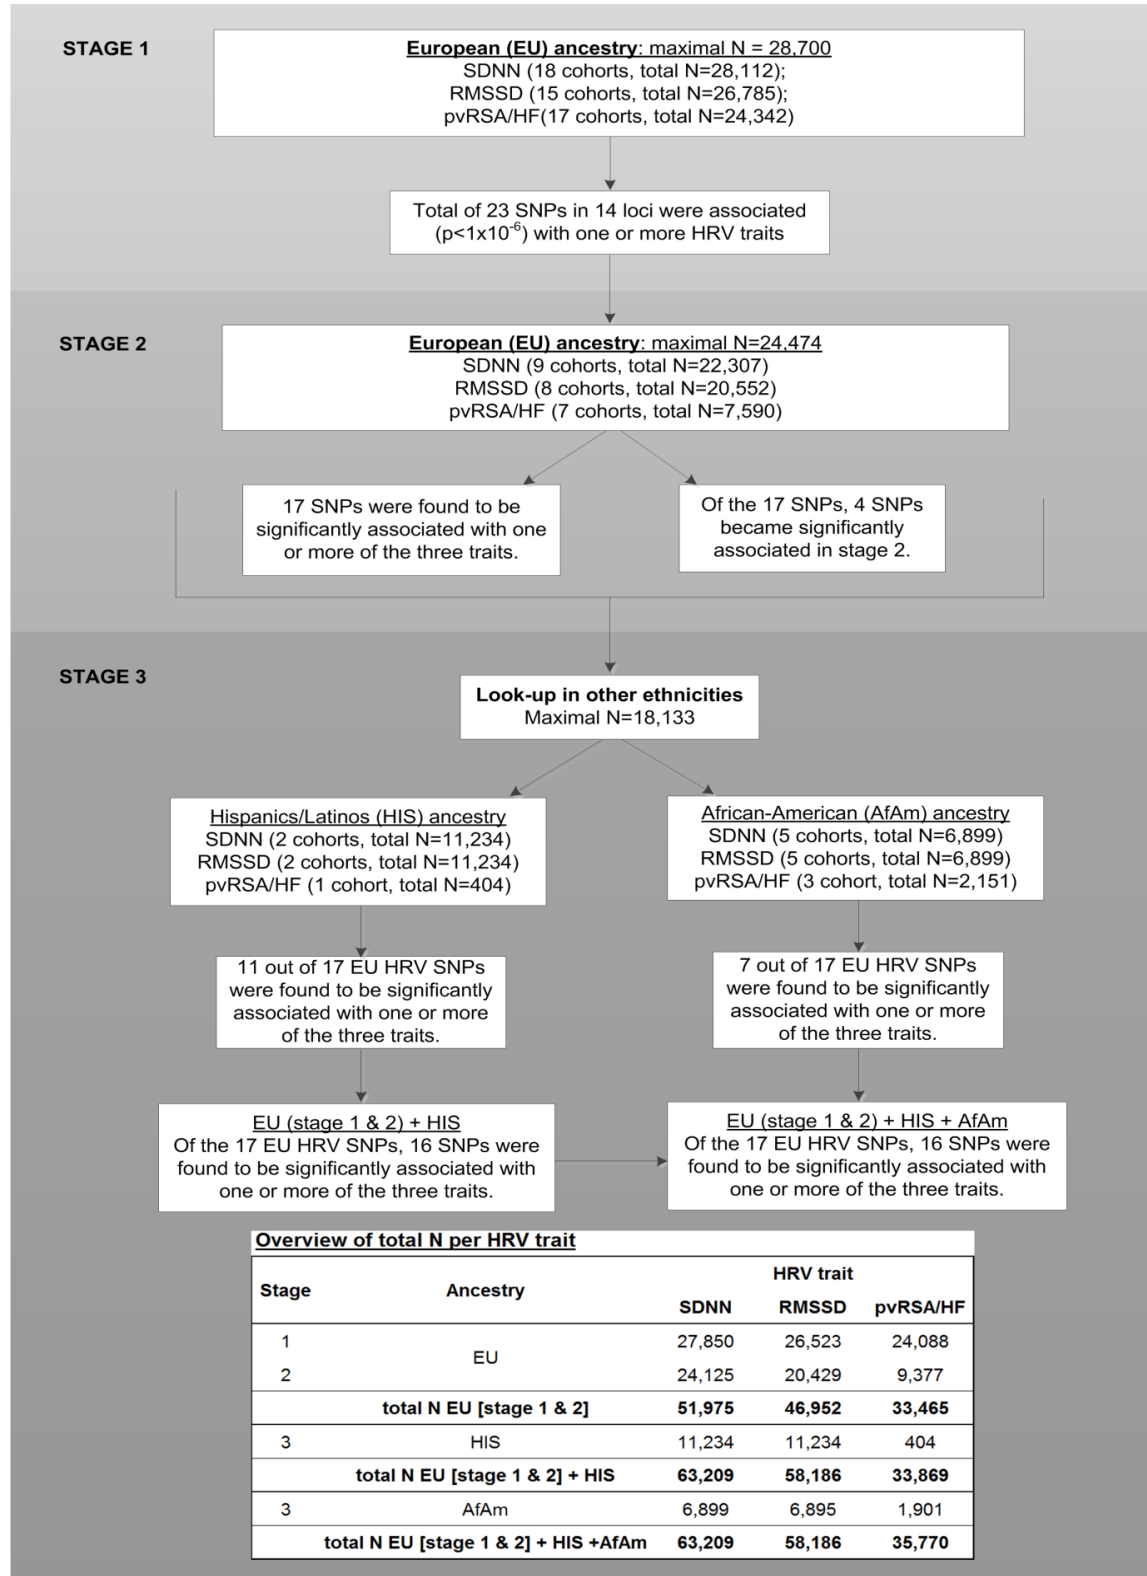 STAGE 1
European (EU) ancestry: maximal N = 28,700
SDNN (18 cohorts, total N=28,112);
RMSSD (15 cohorts, total N=26,785);
pvRSA/HF(17 cohorts, total N=24,342)
Total of 23 SNPs in 14 loci were associated
(p<1x10⁻⁶) with one or more HRV traits
STAGE 2
European (EU) ancestry: maximal N=24,474
SDNN (9 cohorts, total N=22,307)
RMSSD (8 cohorts, total N=20,552)
pvRSA/HF (7 cohorts, total N=7,590)
17 SNPs were found to be
significantly associated with one
or more of the three traits.
Of the 17 SNPs, 4 SNPs
became significantly
associated in stage 2.
STAGE 3
Look-up in other ethnicities
Maximal N=18,133
Hispanics/Latinos (HIS) ancestry
SDNN (2 cohorts, total N=11,234)
RMSSD (2 cohorts, total N=11,234)
pvRSA/HF (1 cohort, total N=404)
African-American (AfAm) ancestry
SDNN (5 cohorts, total N=6,899)
RMSSD (5 cohorts, total N=6,899)
pvRSA/HF (3 cohort, total N=2,151)
11 out of 17 EU HRV SNPs
were found to be significantly
associated with one or more
of the three traits.
7 out of 17 EU HRV SNPs
were found to be significantly
associated with one or more
of the three traits.
EU (stage 1 & 2) + HIS
Of the 17 EU HRV SNPs, 16 SNPs were
found to be significantly associated with
one or more of the three traits.
EU (stage 1 & 2) + HIS + AfAm
Of the 17 EU HRV SNPs, 16 SNPs were
found to be significantly associated with
one or more of the three traits.
Overview of total N per HRV trait
Stage Ancestry HRV trait
SDNN RMSSD pvRSA/HF
1 EU 27,850 26,523 24,088
2 24,125 20,429 9,377
total N EU [stage 1 & 2] 51,975 46,952 33,465
3 HIS 11,234 11,234 404
total N EU [stage 1 & 2] + HIS 63,209 58,186 33,869
3 AfAm 6,899 6,895 1,901
total N EU [stage 1 & 2] + HIS +AfAm 63,209 58,186 35,770